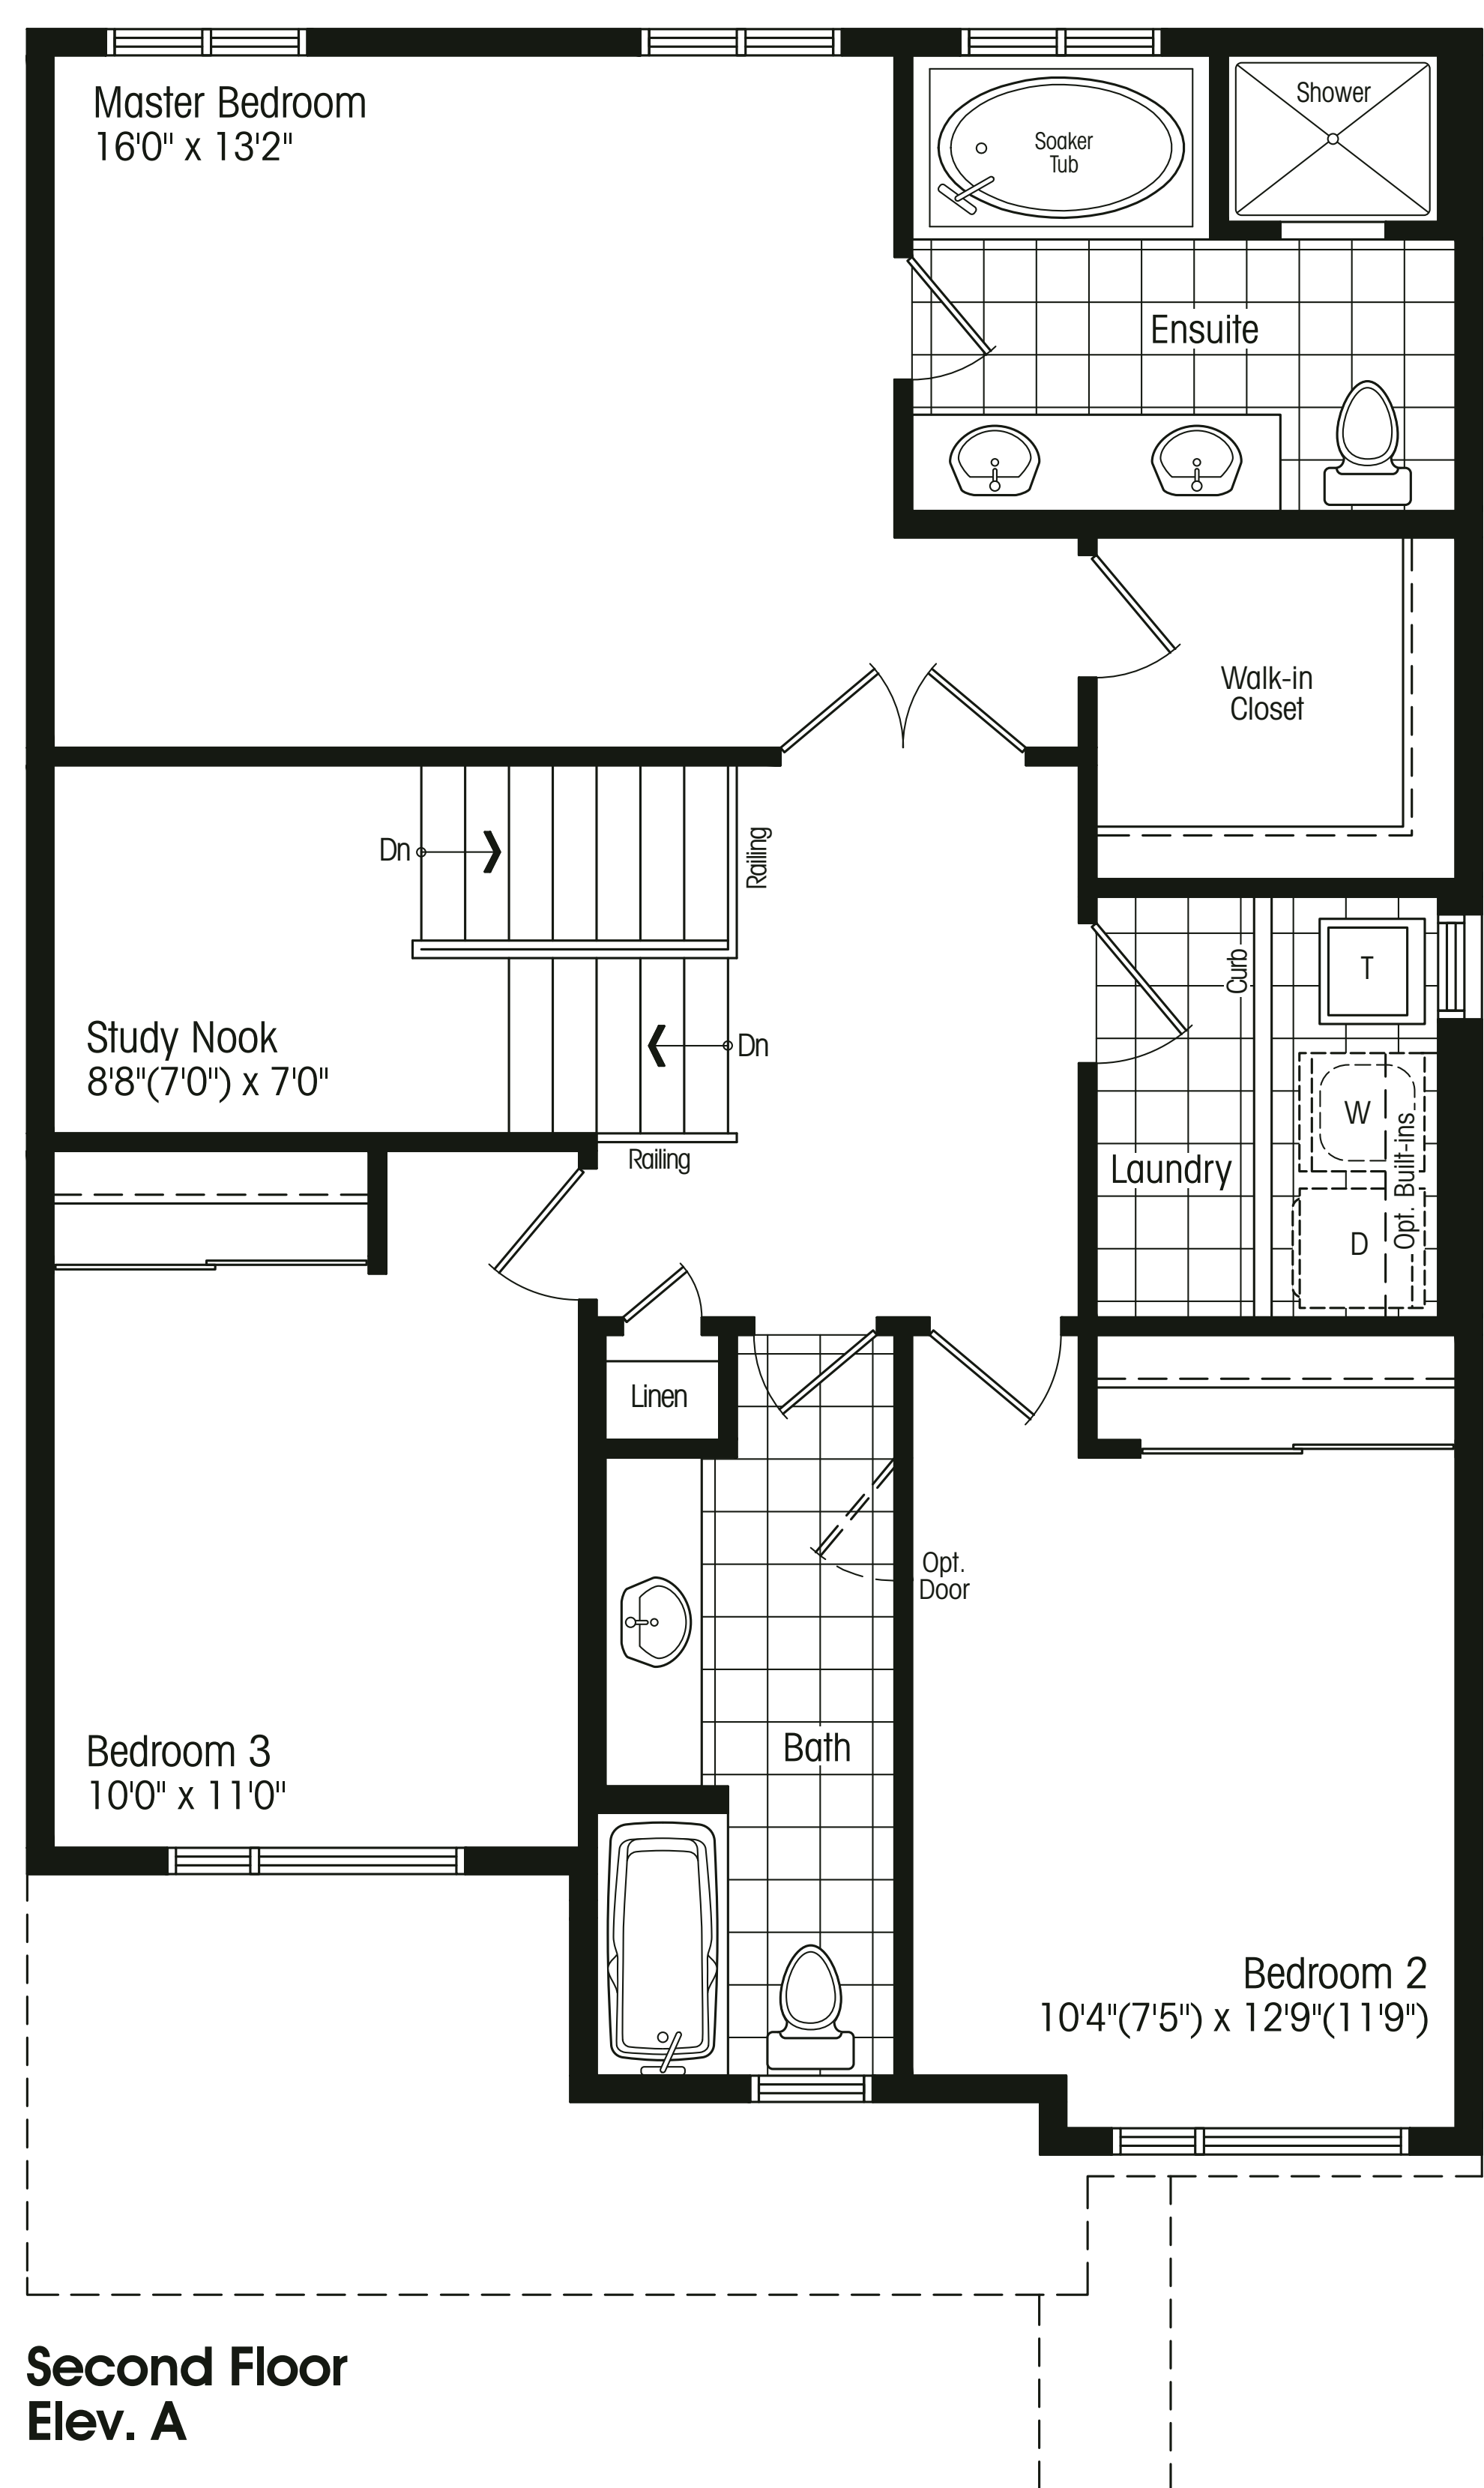 Master Bedroom
16'0" x 13'2"
Soaker
Tub
Shower
Ensuite
Walk-in
Closet
Dn
Railing
Study Nook
8'8"(7'0") x 7'0"
Dn
Railing
Curb
T
W
Laundry
Opt. Built-ins
D
Linen
Opt.
Door
Bath
Bedroom 3
10'0" x 11'0"
Bedroom 2
10'4"(7'5") x 12'9"(11'9")
Second Floor
Elev. A